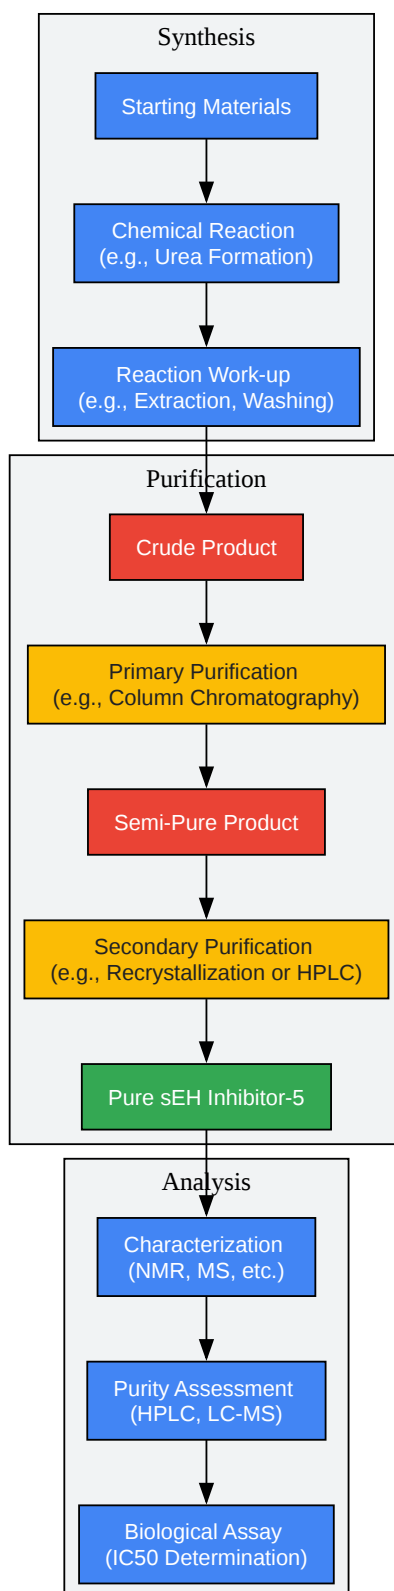 Synthesis
Starting Materials
Chemical Reaction
(e.g., Urea Formation)
Reaction Work-up
(e.g., Extraction, Washing)
Purification
Crude Product
Primary Purification
(e.g., Column Chromatography)
Semi-Pure Product
Secondary Purification
(e.g., Recrystallization or HPLC)
Pure sEH Inhibitor-5
Analysis
Characterization
(NMR, MS, etc.)
Purity Assessment
(HPLC, LC-MS)
Biological Assay
(IC50 Determination)